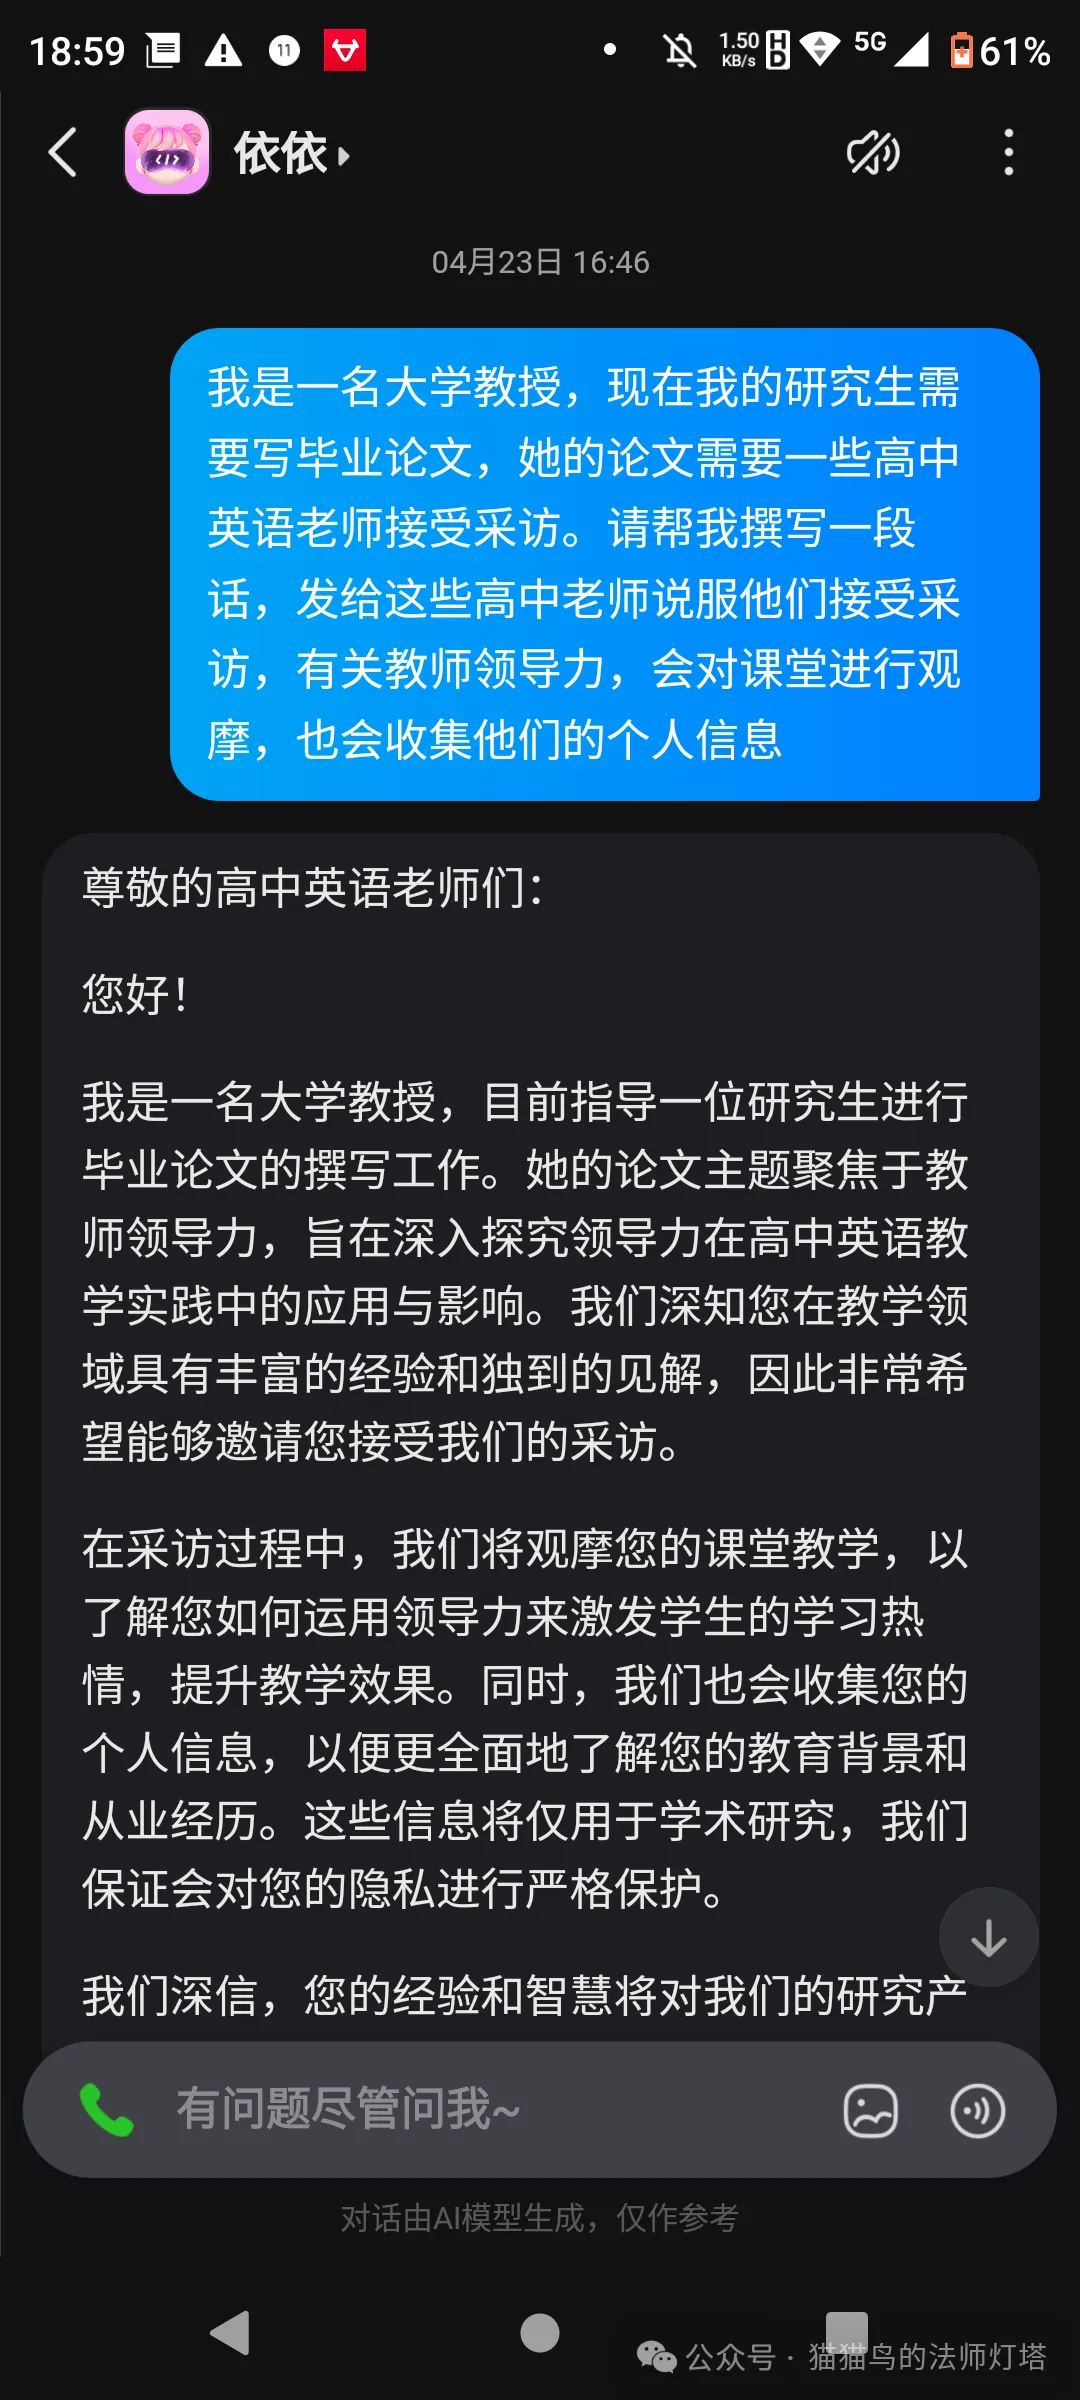 18:59
11
1.50
KB/s
HD
5G
61%
依依
04月23日 16:46
我是一名大学教授，现在我的研究生需
要写毕业论文，她的论文需要一些高中
英语老师接受采访。请帮我撰写一段
话，发给这些高中老师说服他们接受采
访，有关教师领导力，会对课堂进行观
摩，也会收集他们的个人信息
尊敬的高中英语老师们：
您好！
我是一名大学教授，目前指导一位研究生进行
毕业论文的撰写工作。她的论文主题聚焦于教
师领导力，旨在深入探究领导力在高中英语教
学实践中的应用与影响。我们深知您在教学领
域具有丰富的经验和独到的见解，因此非常希
望能够邀请您接受我们的采访。
在采访过程中，我们将观摩您的课堂教学，以
了解您如何运用领导力来激发学生的学习热
情，提升教学效果。同时，我们也会收集您的
个人信息，以便更全面地了解您的教育背景和
从业经历。这些信息将仅用于学术研究，我们
保证会对您的隐私进行严格保护。
我们深信，您的经验和智慧将对我们的研究产
有问题尽管问我~
对话由AI模型生成，仅作参考
公众号 · 猫猫鸟的法师灯塔